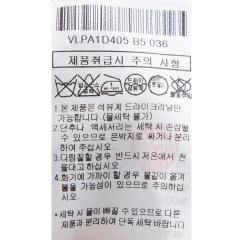 VLPA1D405 B5 036
제품취급시 주의 사항
1.본 제품은 석유계 드라이크리닝만
가능합니다.(물세탁 불가)
2.단추나 액세서리는 세탁시 손상될
수 있으므로 은박지로 싸거나 분리
하여 주십시오.
3.다림질할 경우 반드시 저온에서 천을
대고 하십시오.
4.화기에 가까이 할 경우 불길이 옮겨
붙을 가능성이 있으므로 주의하여
주십시오.
*세탁시 물이 빠질 수 있으므로 다른
제품과 분리하여 단독 세탁 바랍니다.